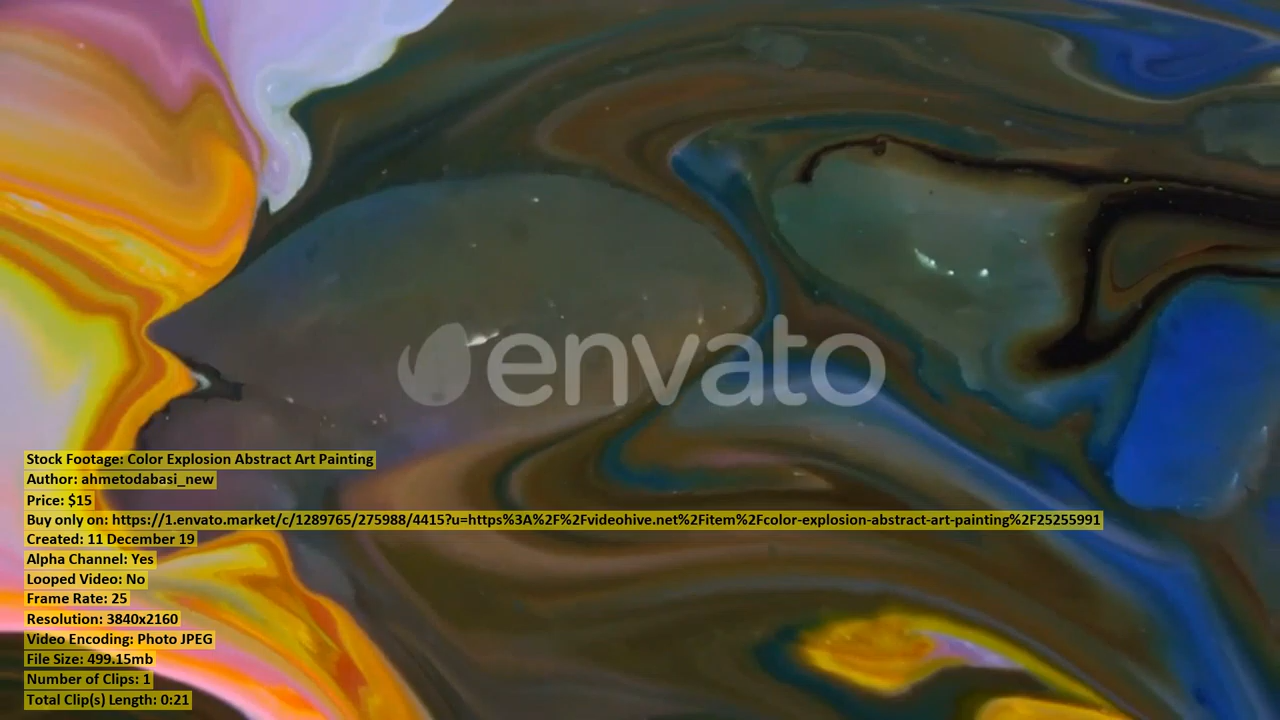 envato
Stock Footage: Color Explosion Abstract Art Painting
Author: ahmetodabasi_new
Price: $15
Buy only on: https://1.envato.market/c/1289765/275988/4415?u=https%3A%2F%2Fvideohive.net%2Fitem%2Fcolor-explosion-abstract-art-painting%2F25255991
Created: 11 December 19
Alpha Channel: Yes
Looped Video: No
Frame Rate: 25
Resolution: 3840x2160
Video Encoding: Photo JPEG
File Size: 499.15mb
Number of Clips: 1
Total Clip(s) Length: 0:21